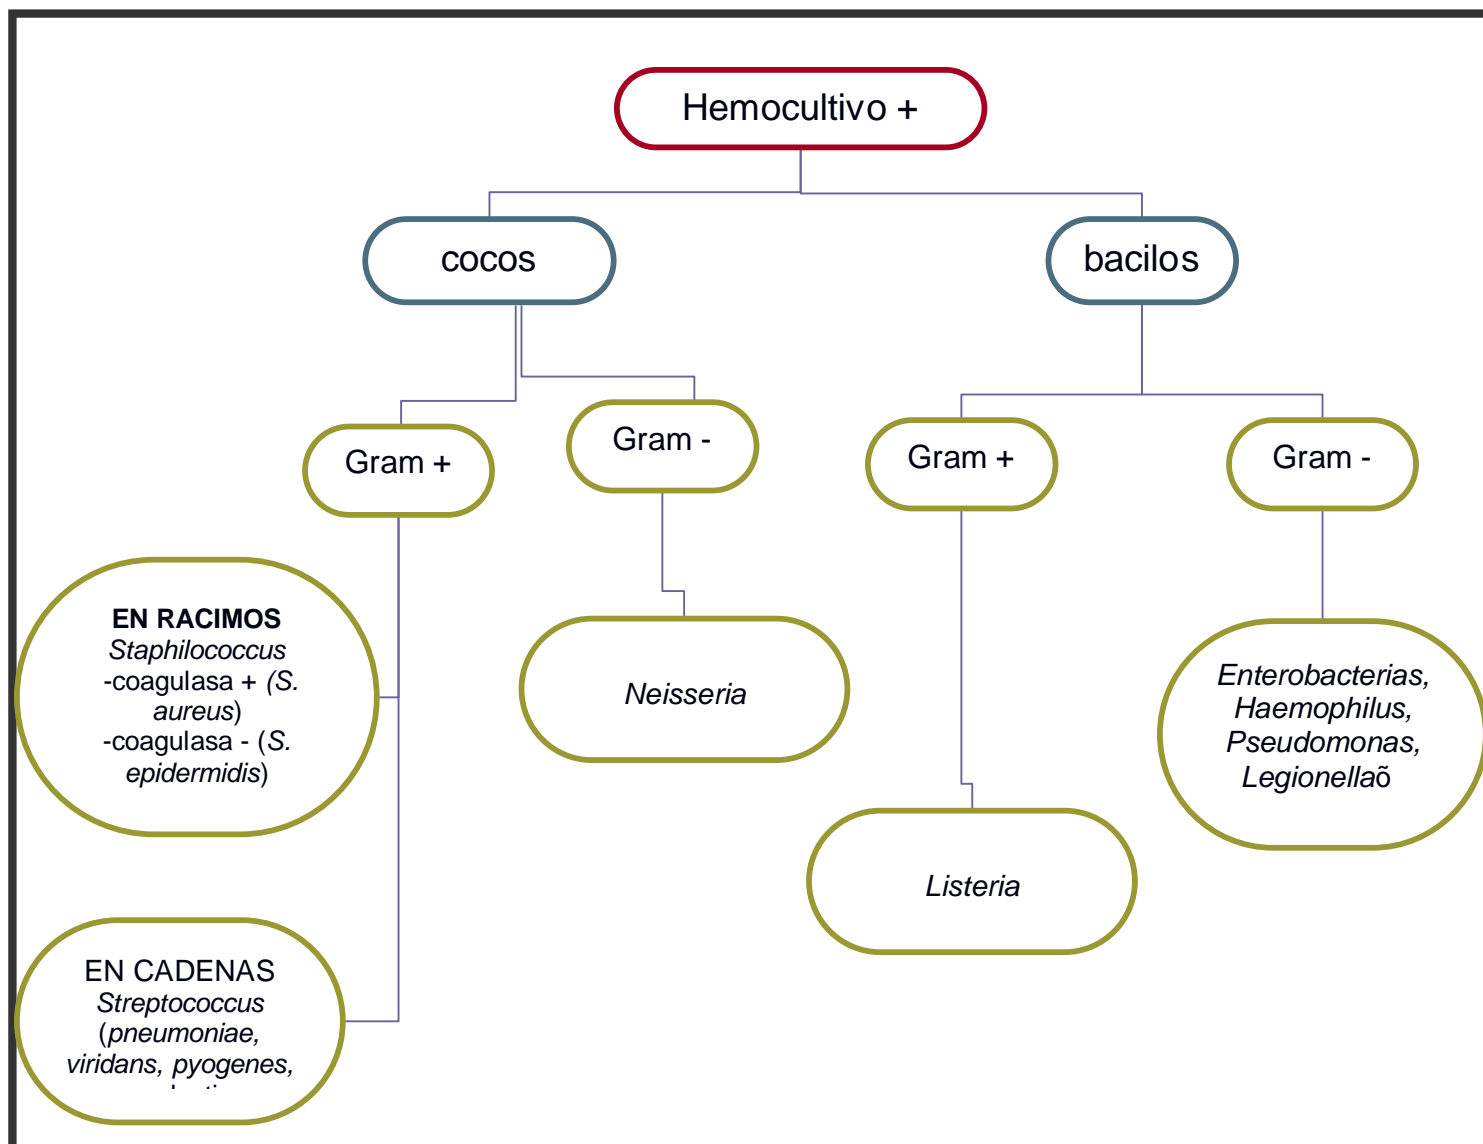 Hemocultivo +
cocos
bacilos
Gram +
Gram -
Gram +
Gram -
EN RACIMOS
Staphilococcus
-coagulasa + (S.
aureus)
-coagulasa - (S.
epidermidis)
Neisseria
Enterobacterias,
Haemophilus,
Pseudomonas,
Legionellaõ
Listeria
EN CADENAS
Streptococcus
(pneumoniae,
viridans, pyogenes,